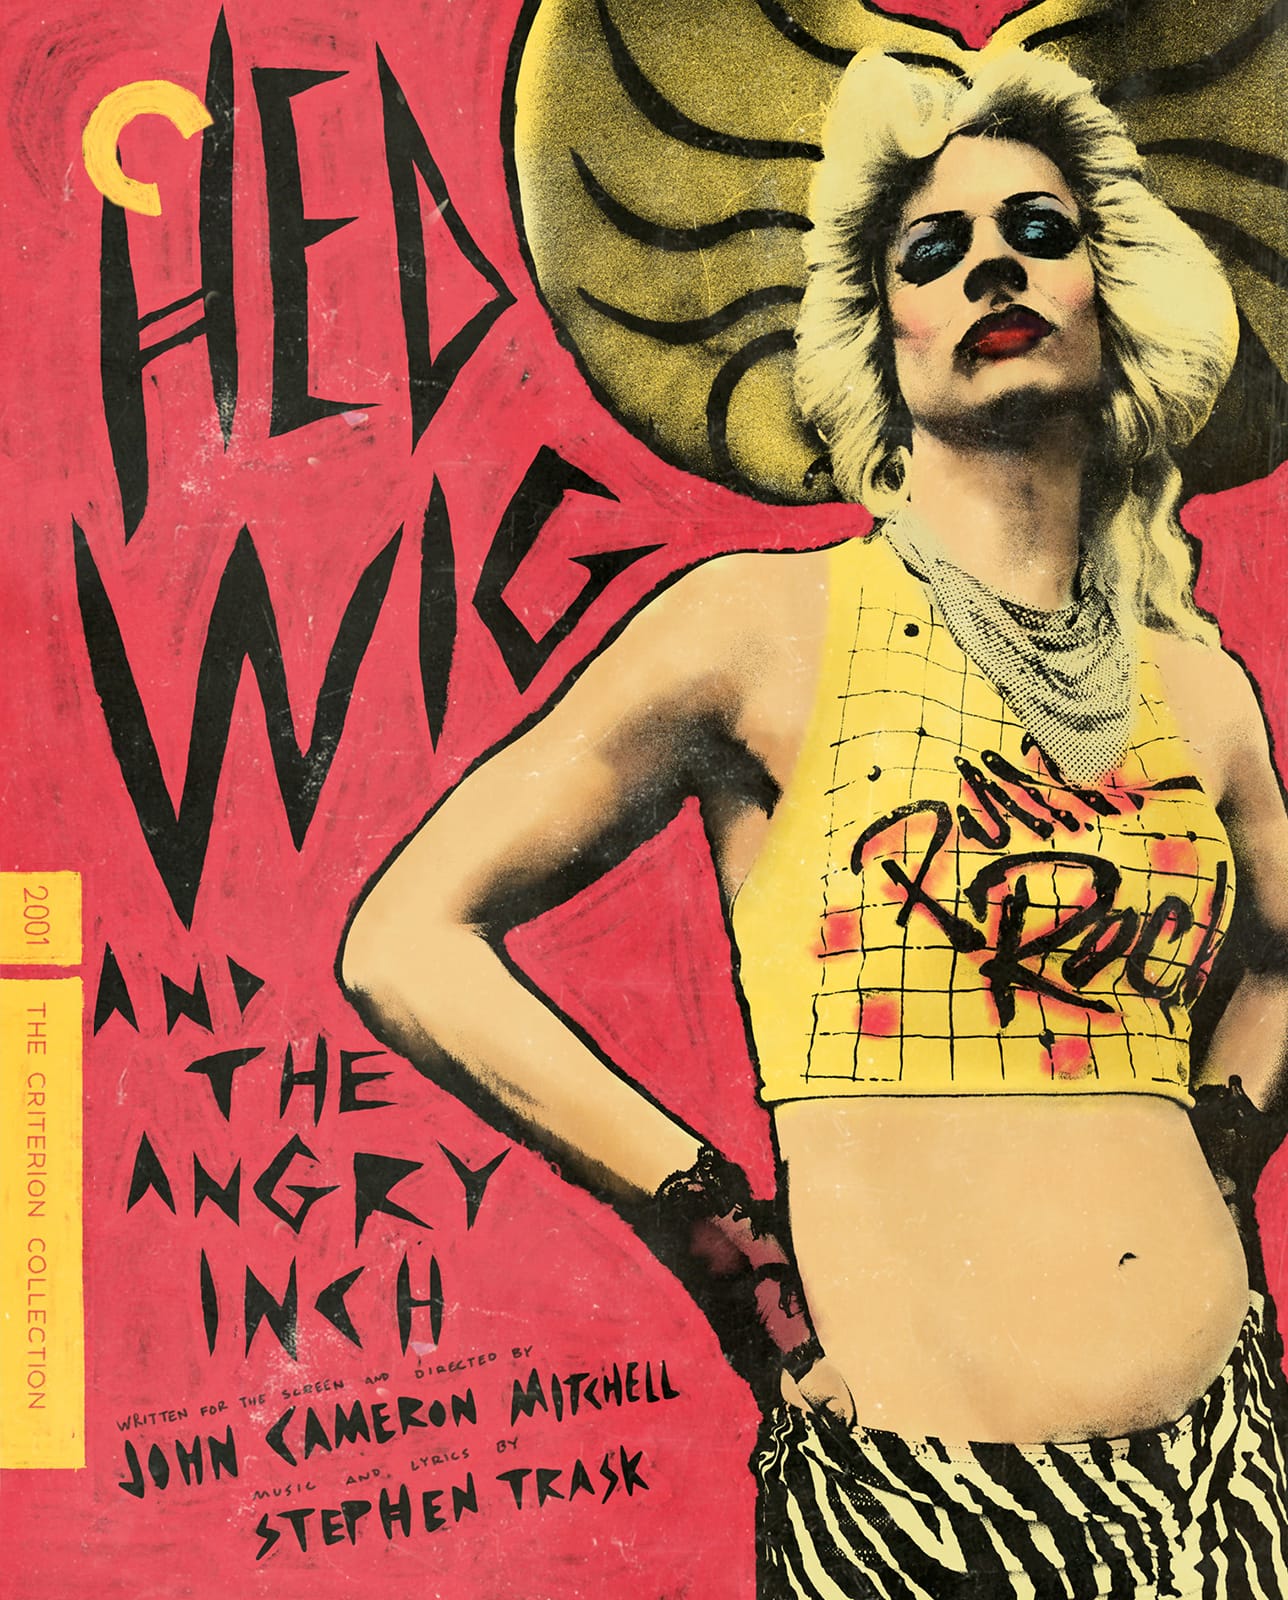 HED
WIG
AND
THE
ANGRY
INCH
WRITTEN FOR THE SCREEN AND DIRECTED BY
JOHN CAMERON MITCHELL
MUSIC AND LYRICS BY
STEPHEN TRASK
2001
THE CRITERION COLLECTION
Rock